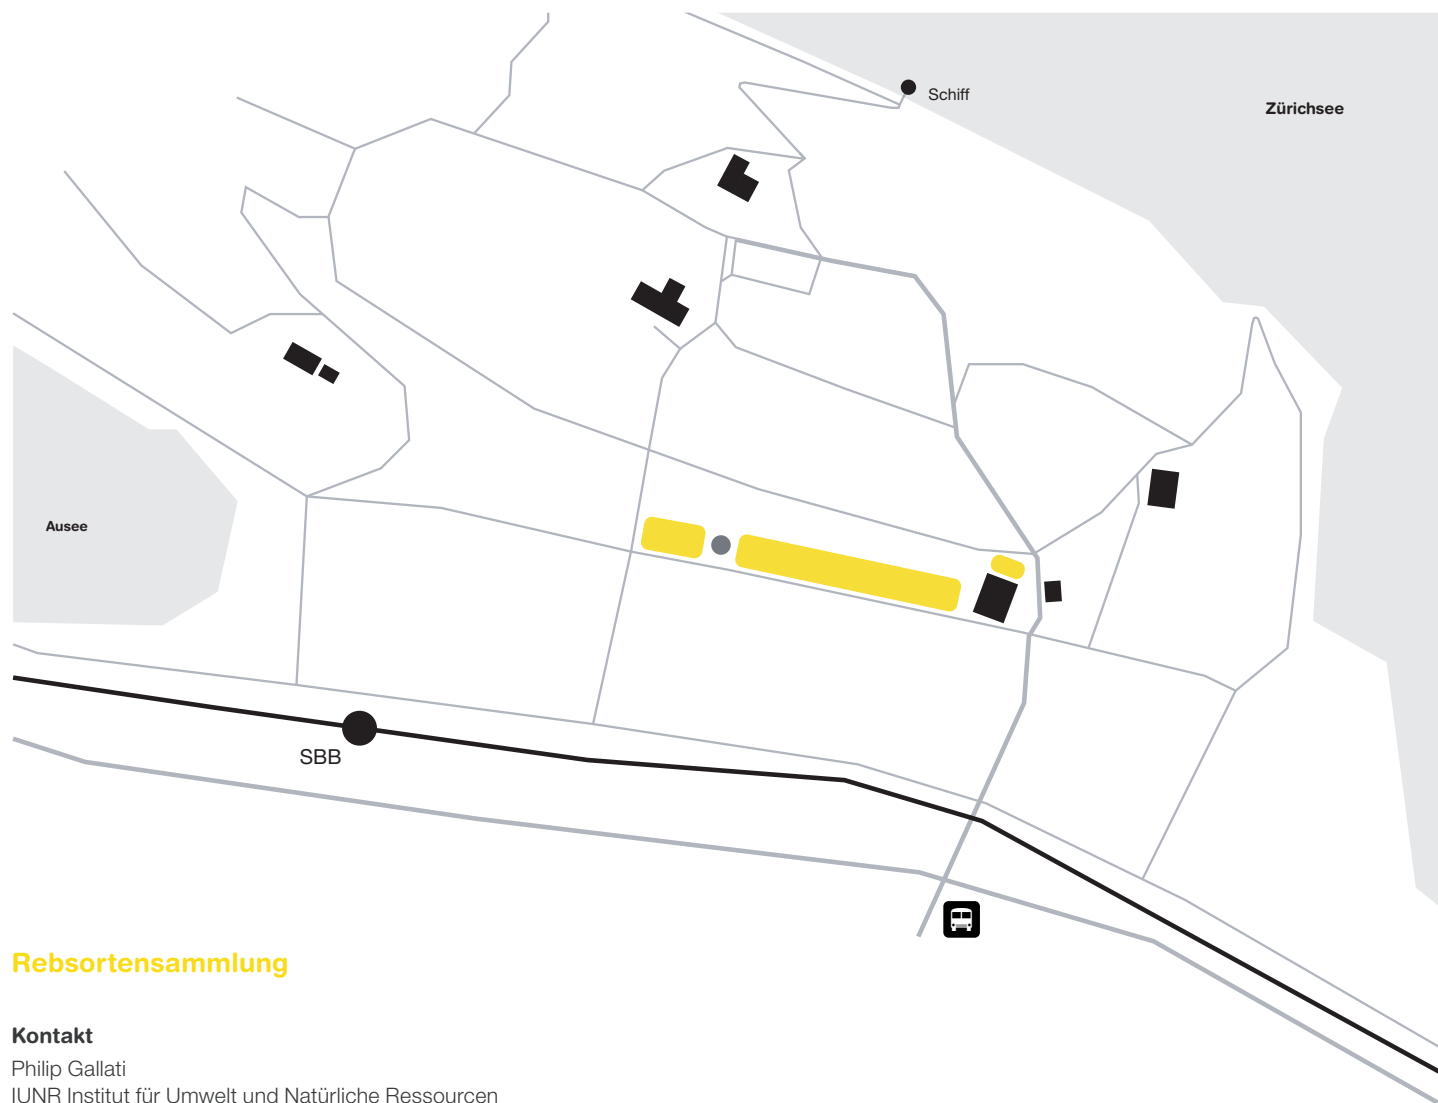 Schiff
Zürichsee
Ausee
SBB
Rebsortensammlung
Kontakt
Philip Gallati
IUNR Institut für Umwelt und Natürliche Ressourcen